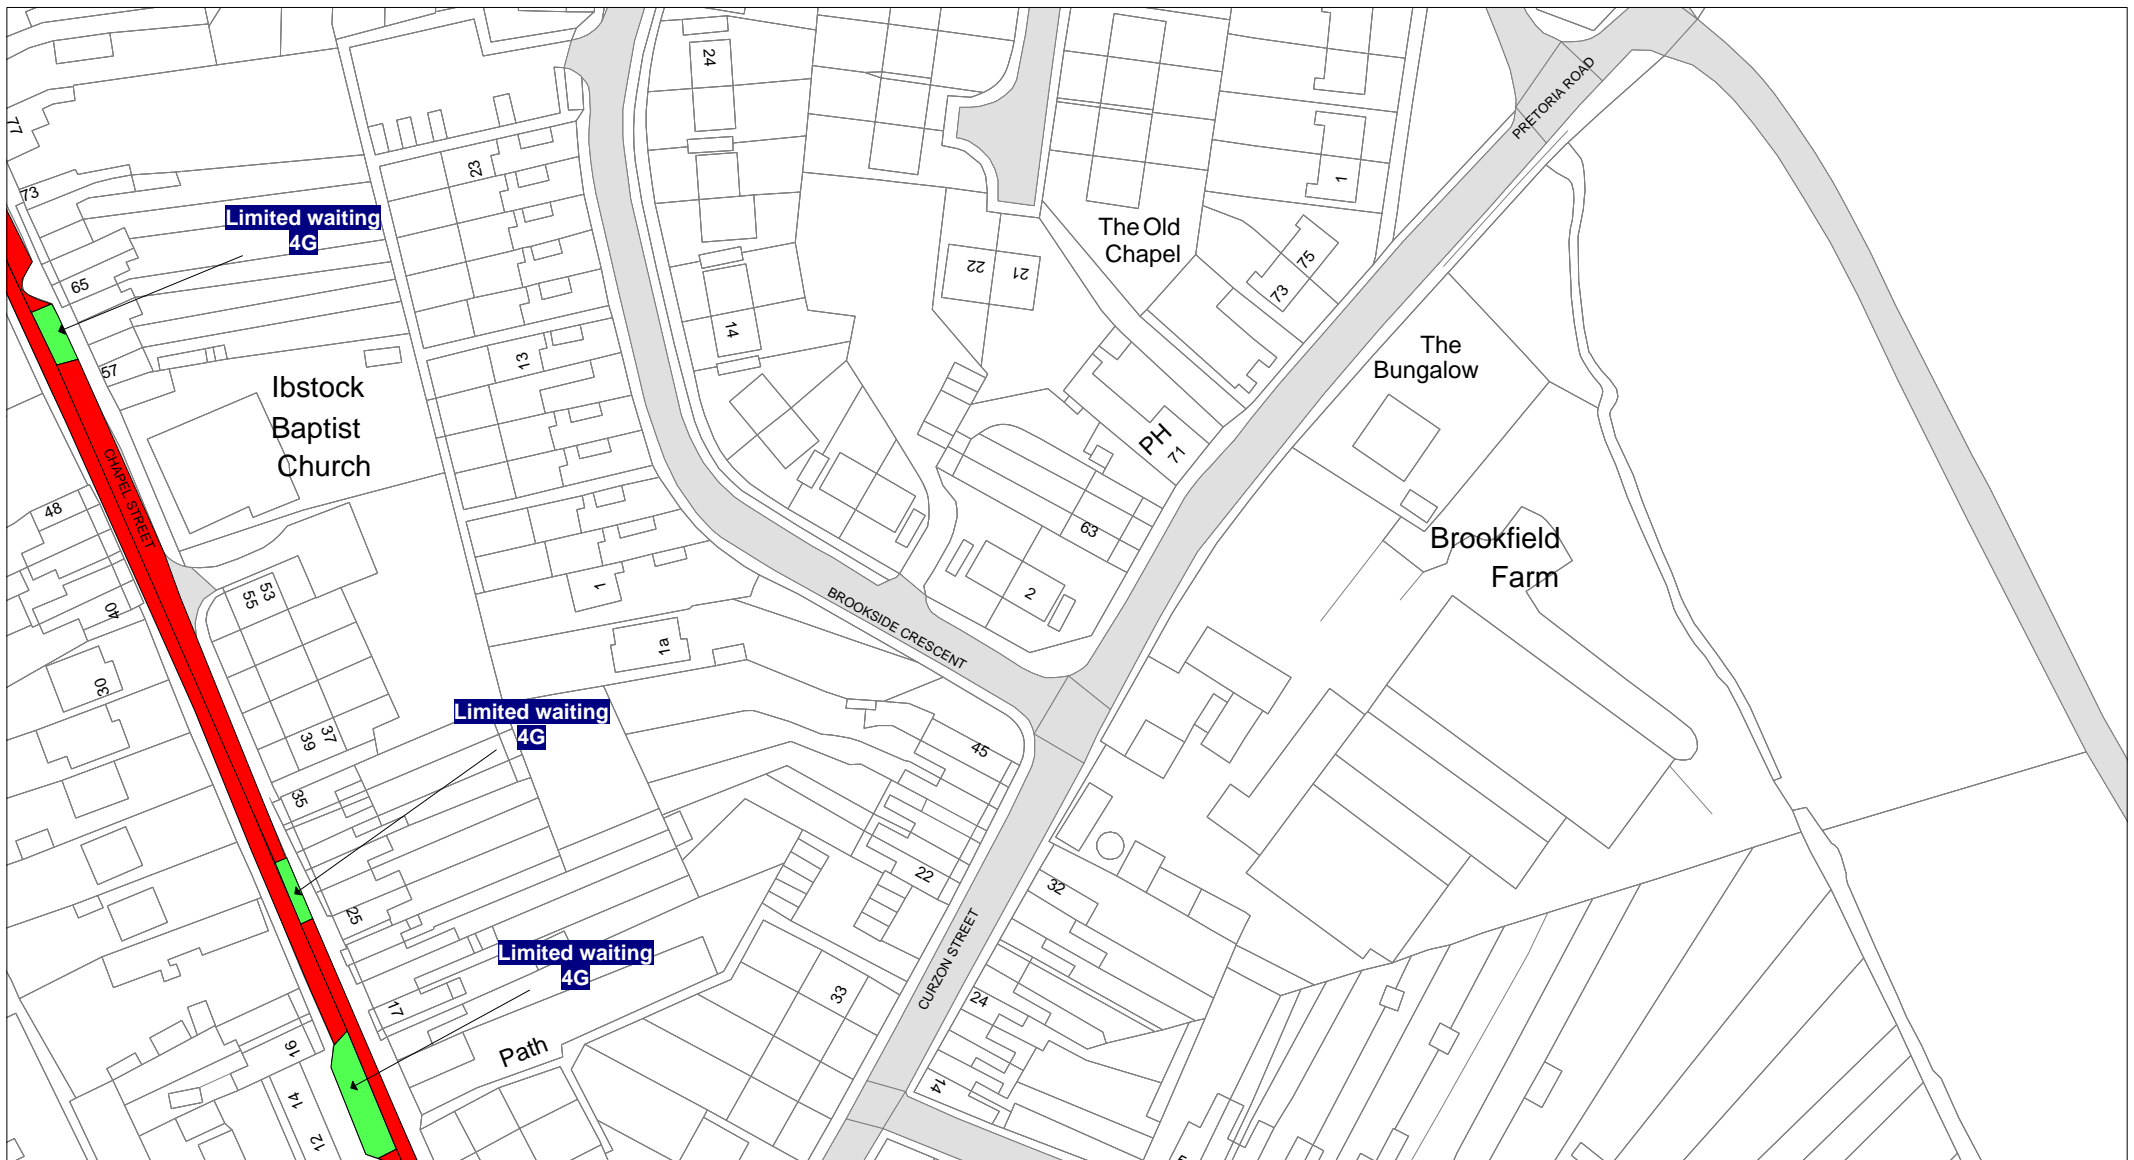 24
PRETORIA ROAD
77
23
1
73
Limited waiting
4G
The Old
Chapel
75
22
21
73
65
14
The
Bungalow
13
57
Ibstock
Baptist
Church
PH
71
CHAPEL STREET
48
63
Brookfield
Farm
1
2
53
55
40
BROOKSIDE CRESCENT
1a
30
Limited waiting
4G
37
39
45
35
22
32
25
CURZON STREET
Limited waiting
4G
33
24
17
16
Path
14
14
12